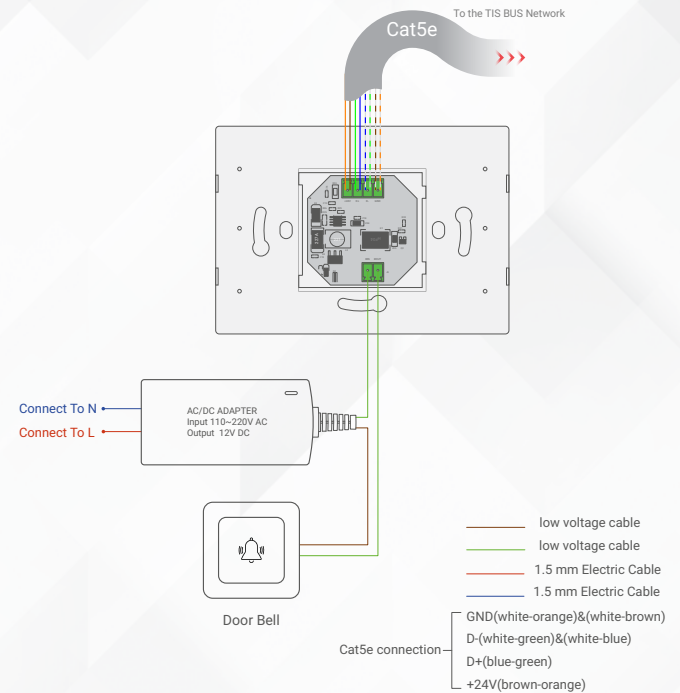 To the TIS BUS Network
Cat5e
Connect To N
Connect To L
AC/DC ADAPTER
Input 110~220V AC
Output 12V DC
Door Bell
low voltage cable
low voltage cable
1.5 mm Electric Cable
1.5 mm Electric Cable
Cat5e connection
GND(white-orange)&(white-brown)
D-(white-green)&(white-blue)
D+(blue-green)
+24V(brown-orange)